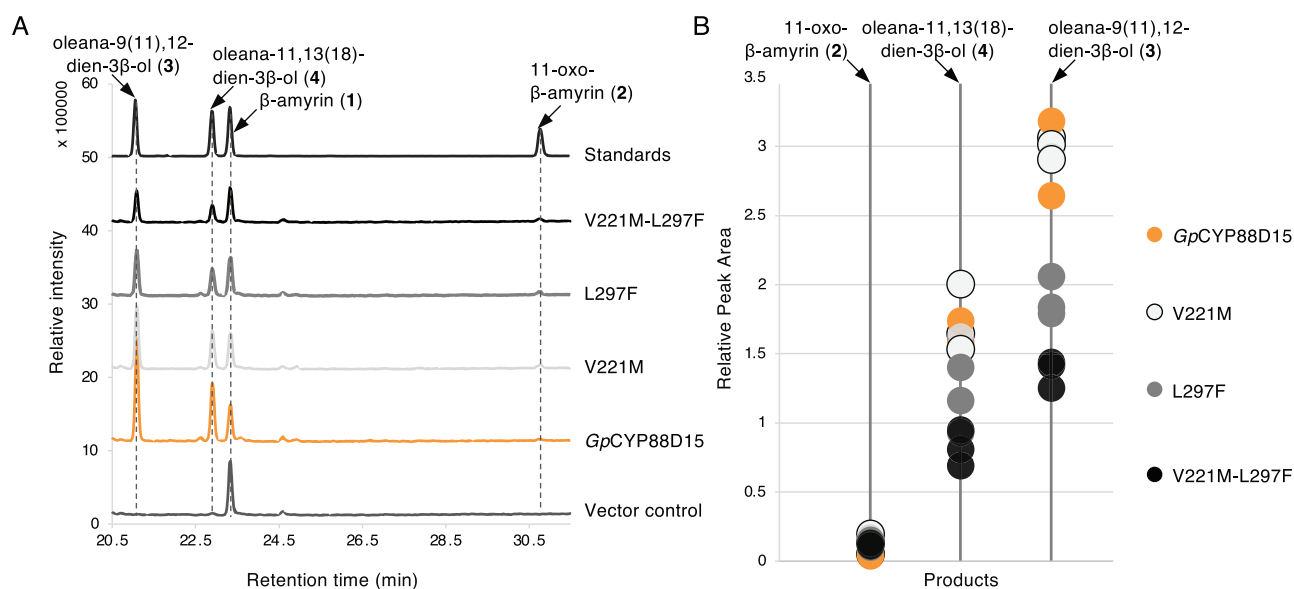 A
oleana-9(11),12-
dien-3β-ol (3)
oleana-11,13(18)-
dien-3β-ol (4)
β-amyrin (1)
11-oxo-
β-amyrin (2)
x 100000
Relative intensity
60
50
40
30
20
10
0
Standards
V221M-L297F
L297F
V221M
GpCYP88D15
Vector control
20.5
22.5
24.5
26.5
28.5
30.5
Retention time (min)
B
11-oxo-
β-amyrin (2)
oleana-11,13(18)-
dien-3β-ol (4)
oleana-9(11),12-
dien-3β-ol (3)
Relative Peak Area
3.5
3
2.5
2
1.5
1
0.5
0
Products
GpCYP88D15
V221M
L297F
V221M-L297F